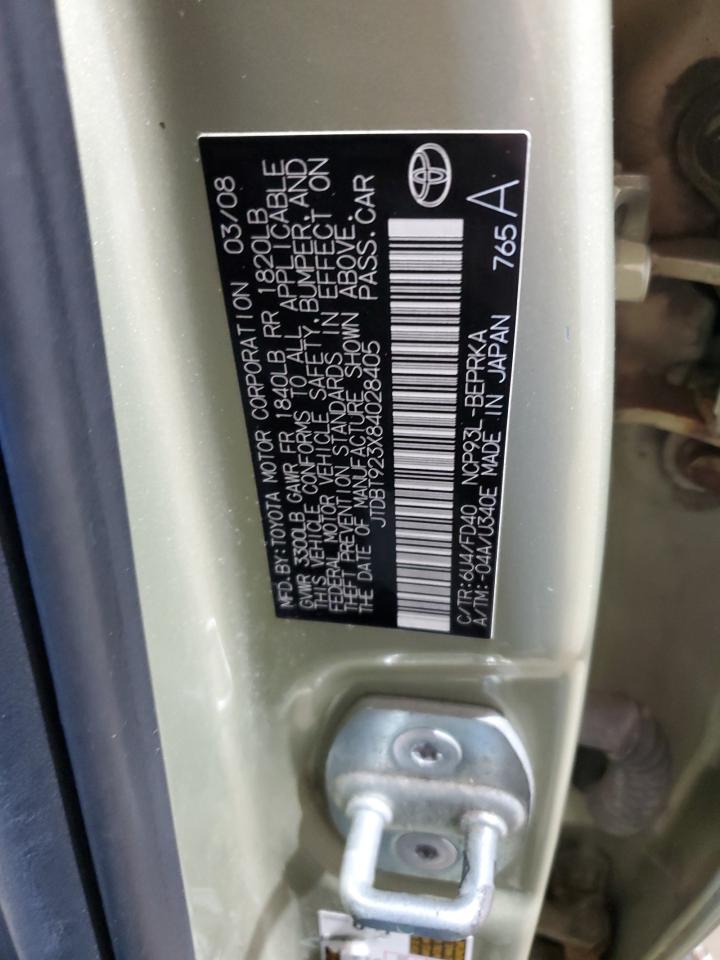 MFD.BY:TOYOTA MOTOR CORPORATION 03/08
GVWR 3300LB GAWR FR 1840LB RR 1820LB
THIS VEHICLE CONFORMS TO ALL APPLICABLE
FEDERAL MOTOR VEHICLE SAFETY, BUMPER, AND
THEFT PREVENTION STANDARDS IN EFFECT ON
THE DATE OF MANUFACTURE SHOWN ABOVE.
JTDBT923X84028405 PASS.CAR
C/TR:6U4/FD40 NCP93L-BEPRKA
A/TM:-04A/U340E MADE IN JAPAN 765 A